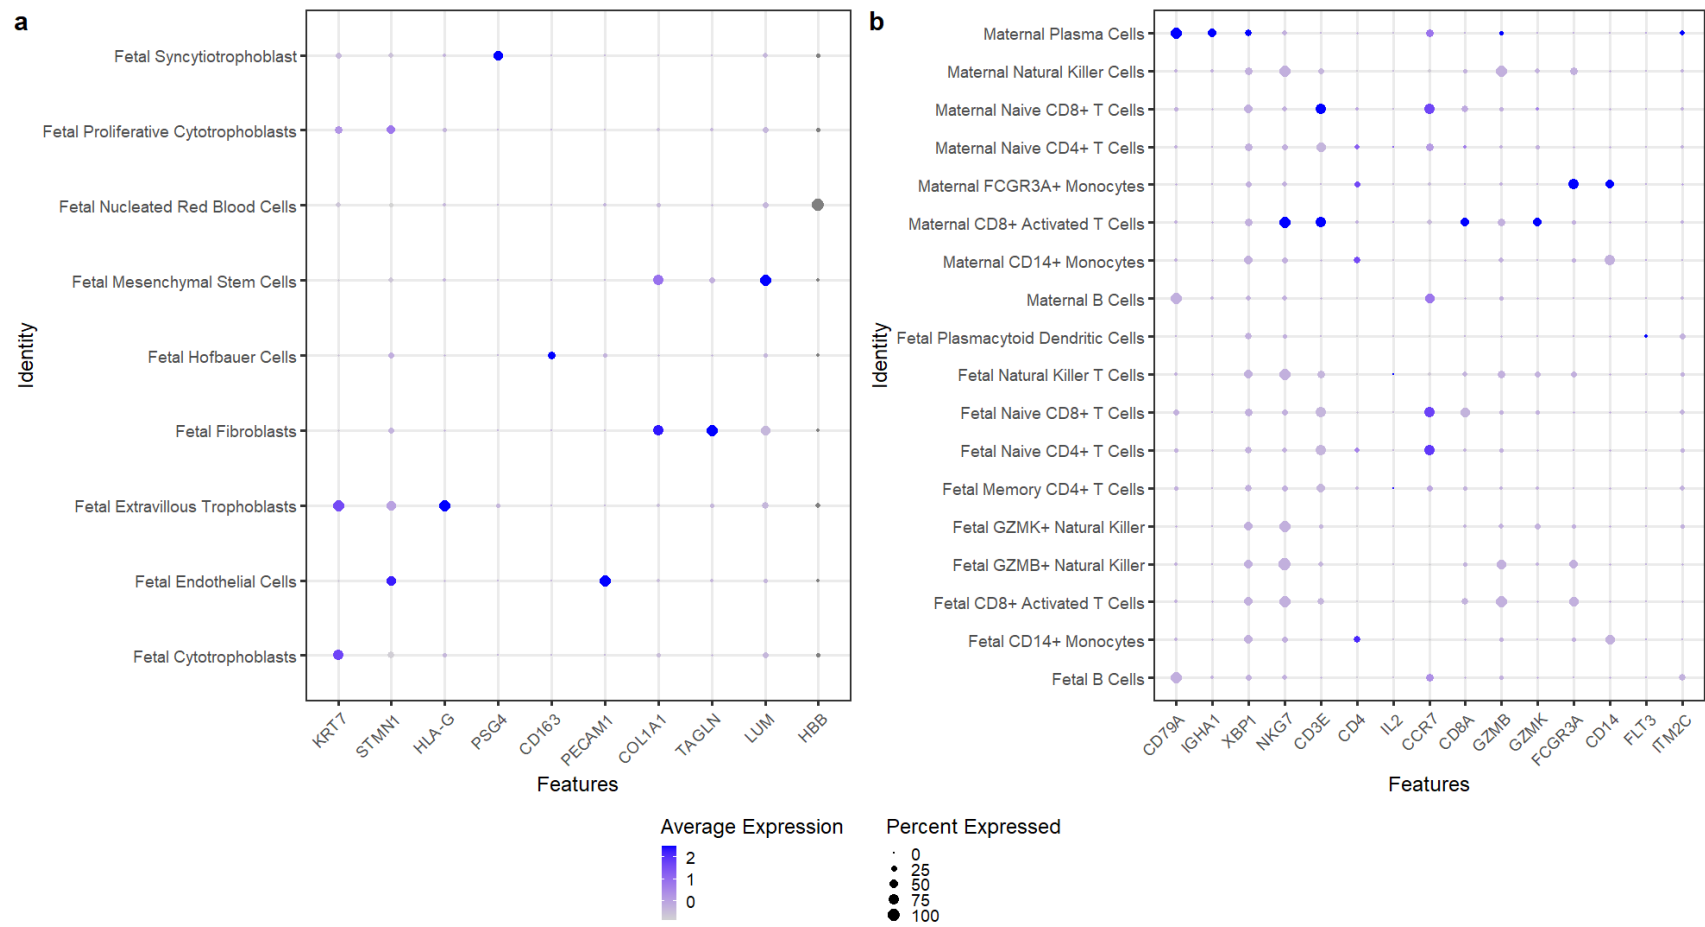 a
Identity
Fetal Syncytiotrophoblast
Fetal Proliferative Cytotrophoblasts
Fetal Nucleated Red Blood Cells
Fetal Mesenchymal Stem Cells
Fetal Hofbauer Cells
Fetal Fibroblasts
Fetal Extravillous Trophoblasts
Fetal Endothelial Cells
Fetal Cytotrophoblasts
KRT7
STMN1
HLA-G
PSG4
CD163
PECAM1
COL1A1
TAGLN
LUM
HBB
Features
b
Identity
Maternal Plasma Cells
Maternal Natural Killer Cells
Maternal Naive CD8+ T Cells
Maternal Naive CD4+ T Cells
Maternal FCGR3A+ Monocytes
Maternal CD8+ Activated T Cells
Maternal CD14+ Monocytes
Maternal B Cells
Fetal Plasmacytoid Dendritic Cells
Fetal Natural Killer T Cells
Fetal Naive CD8+ T Cells
Fetal Naive CD4+ T Cells
Fetal Memory CD4+ T Cells
Fetal GZMK+ Natural Killer
Fetal GZMB+ Natural Killer
Fetal CD8+ Activated T Cells
Fetal CD14+ Monocytes
Fetal B Cells
CD79A
IGHA1
XBP1
NKG7
CD3E
CD4
IL2
CCR7
CD8A
GZMB
GZMK
FCGR3A
CD14
FLT3
ITM2C
Features
Average Expression
2
1
0
Percent Expressed
0
25
50
75
100